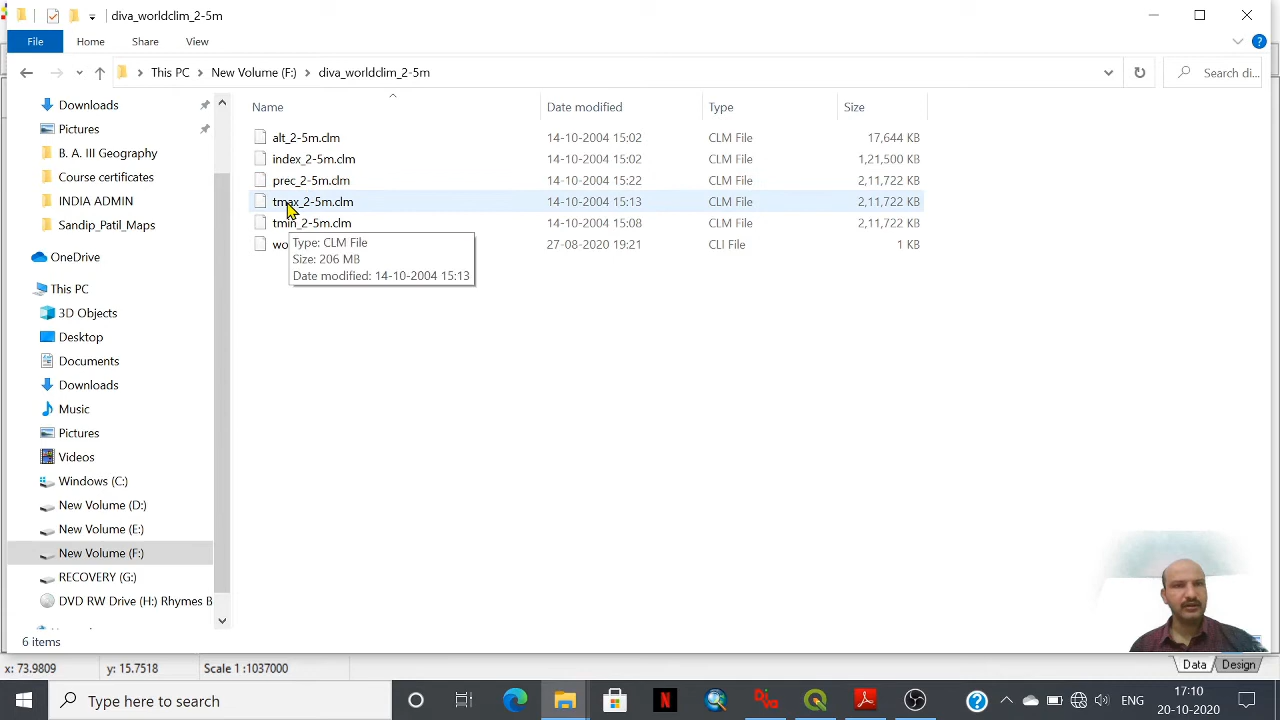 diva_worldclim_2-5m
File Home Share View
This PC New Volume (F:) diva_worldclim_2-5m Search di...
Name Date modified Type Size
alt_2-5m.clm 14-10-2004 15:02 CLM File 17,644 KB
index_2-5m.clm 14-10-2004 15:02 CLM File 1,21,500 KB
prec_2-5m.clm 14-10-2004 15:22 CLM File 2,11,722 KB
tmax_2-5m.clm 14-10-2004 15:13 CLM File 2,11,722 KB
tmin_2-5m.clm 14-10-2004 15:08 CLM File 2,11,722 KB
wo 27-08-2020 19:21 CLI File 1 KB
Type: CLM File
Size: 206 MB
Date modified: 14-10-2004 15:13
Downloads
Pictures
B. A. III Geography
Course certificates
INDIA ADMIN
Sandip_Patil_Maps
OneDrive
This PC
3D Objects
Desktop
Documents
Downloads
Music
Pictures
Videos
Windows (C:)
New Volume (D:)
New Volume (E:)
New Volume (F:)
RECOVERY (G:)
DVD RW Drive (H:) Rhymes B
6 items
x: 73.9809 y: 15.7518 Scale 1 :1037000 Data Design
Type here to search ENG 17:10
20-10-2020